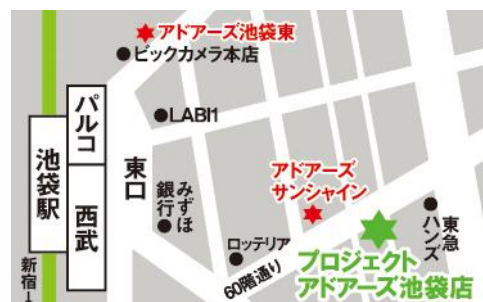 アドアーズ池袋東
ビックカメラ本店
パルコ
LABI1
池袋駅
東口
西武
みずほ
銀行
アドアーズ
サンシャイン
ロッテリア
60階通り
東急
ハンズ
プロジェクト
アドアーズ池袋店
新宿→